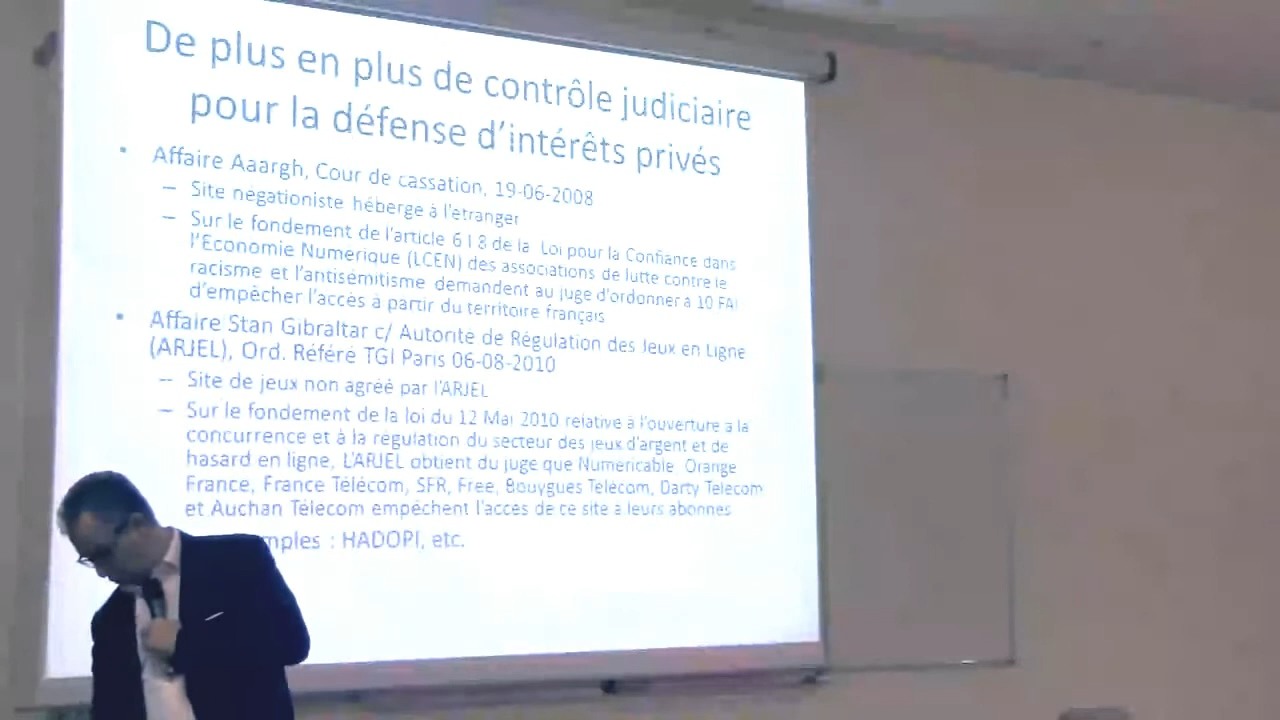 De plus en plus de contrôle judiciaire
pour la défense d'intérêts privés
• Affaire Aaargh, Cour de cassation, 19-06-2008
– Site négationiste hébergé à l'étranger
– Sur le fondement de l'article 6 I 8 de la Loi pour la Confiance dans
l'Economie Numérique (LCEN) des associations de lutte contre le
racisme et l'antisémitisme demandent au juge d'ordonner à 10 FAI
d'empêcher l'accès à partir du territoire français
• Affaire Stan Gibraltar c/ Autorité de Régulation des Jeux en Ligne
(ARJEL), Ord. Référé TGI Paris 06-08-2010
– Site de jeux non agréé par l'ARJEL
– Sur le fondement de la loi du 12 Mai 2010 relative à l'ouverture à la
concurrence et à la régulation du secteur des jeux d'argent et de
hasard en ligne, L'ARJEL obtient du juge que Numericable Orange
France, France Télécom, SFR, Free, Bouygues Telecom, Darty Telecom
et Auchan Télecom empêchent l'accès de ce site à leurs abonnés
mples : HADOPI, etc.